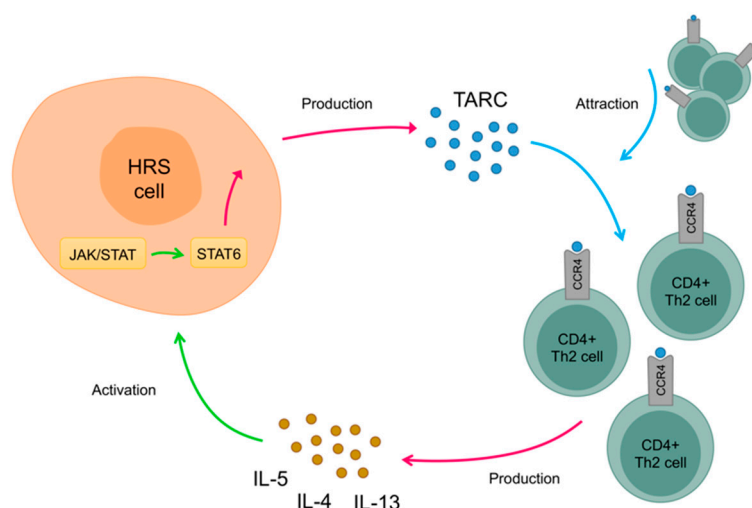 Production
TARC
Attraction
HRS
cell
JAK/STAT
STAT6
CCR4
CD4+
Th2 cell
CCR4
CD4+
Th2 cell
CCR4
CD4+
Th2 cell
Activation
Production
IL-5
IL-4
IL-13